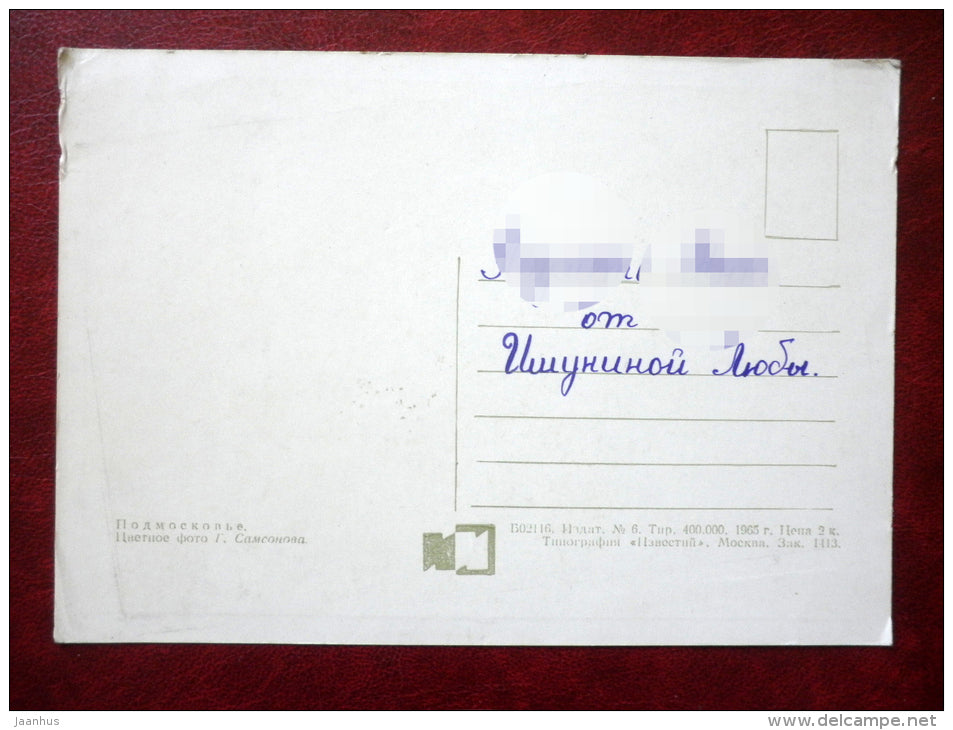 от
Ишуниной Любы.
Подмосковье.
Цветное фото Г. Самсонова.
Б02116. Издат. № 6. Тир. 400.000. 1965 г. Цена 2 к.
Типография «Известий». Москва. Зак. 1413.
jaanhus
www.delcampe.net